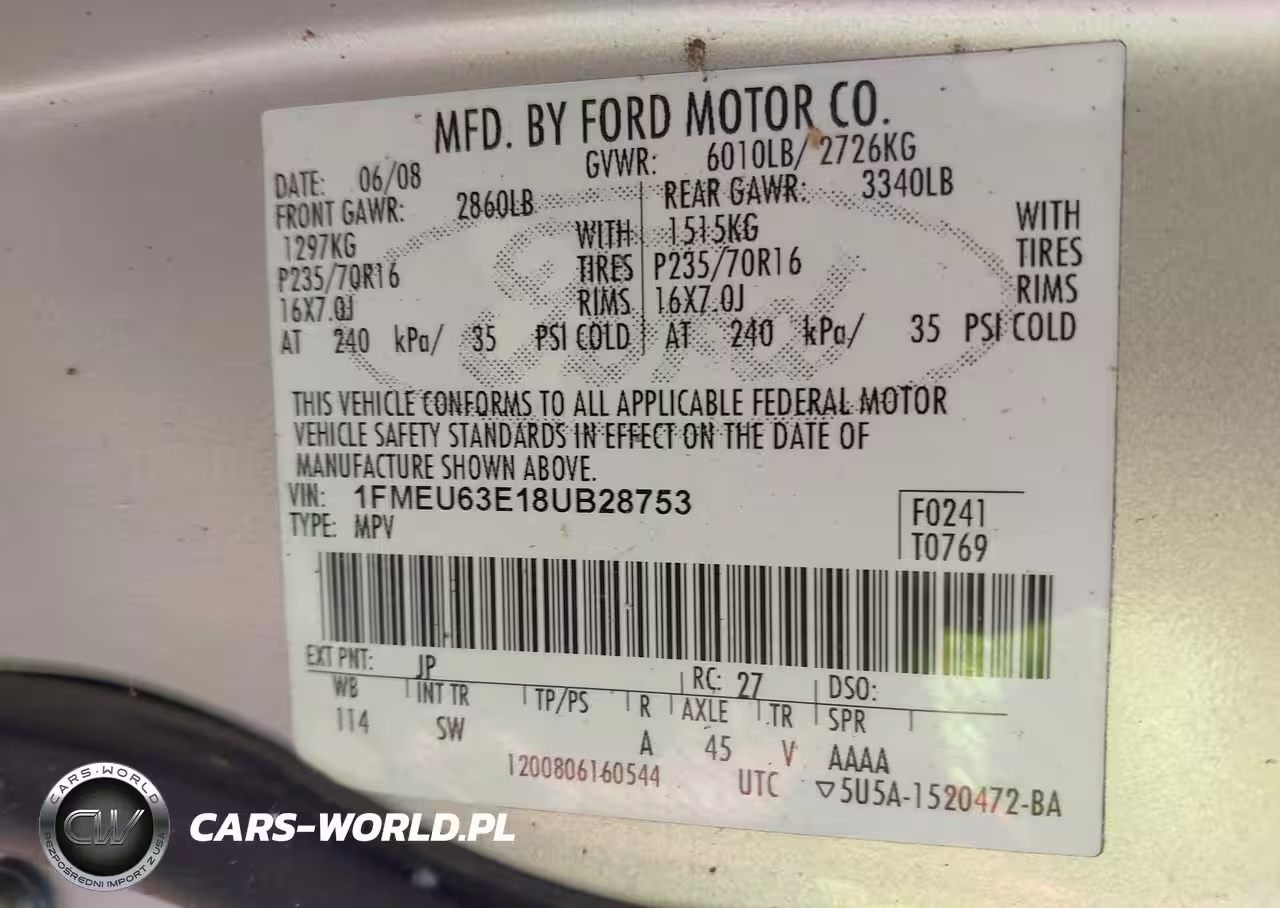 MFD. BY FORD MOTOR CO.
DATE: 06/08 GVWR: 6010LB/ 2726KG
FRONT GAWR: 2860LB REAR GAWR: 3340LB
1297KG WITH 1515KG WITH
P235/70R16 TIRES P235/70R16 TIRES
16X7.0J RIMS 16X7.0J RIMS
AT 240 kPa/ 35 PSI COLD AT 240 kPa/ 35 PSI COLD
THIS VEHICLE CONFORMS TO ALL APPLICABLE FEDERAL MOTOR
VEHICLE SAFETY STANDARDS IN EFFECT ON THE DATE OF
MANUFACTURE SHOWN ABOVE.
VIN: 1FMEU63E18UB28753
TYPE: MPV
F0241
T0769
EXT PNT: JP RC: 27 DSO:
WB INT TR TP/PS R AXLE TR SPR
114 SW A 45 V AAAA
1200806160544 UTC ▽5U5A-1520472-BA
Ford
CARS-WORLD
CW
BEZPOŚREDNI IMPORT Z USA
CARS-WORLD.PL